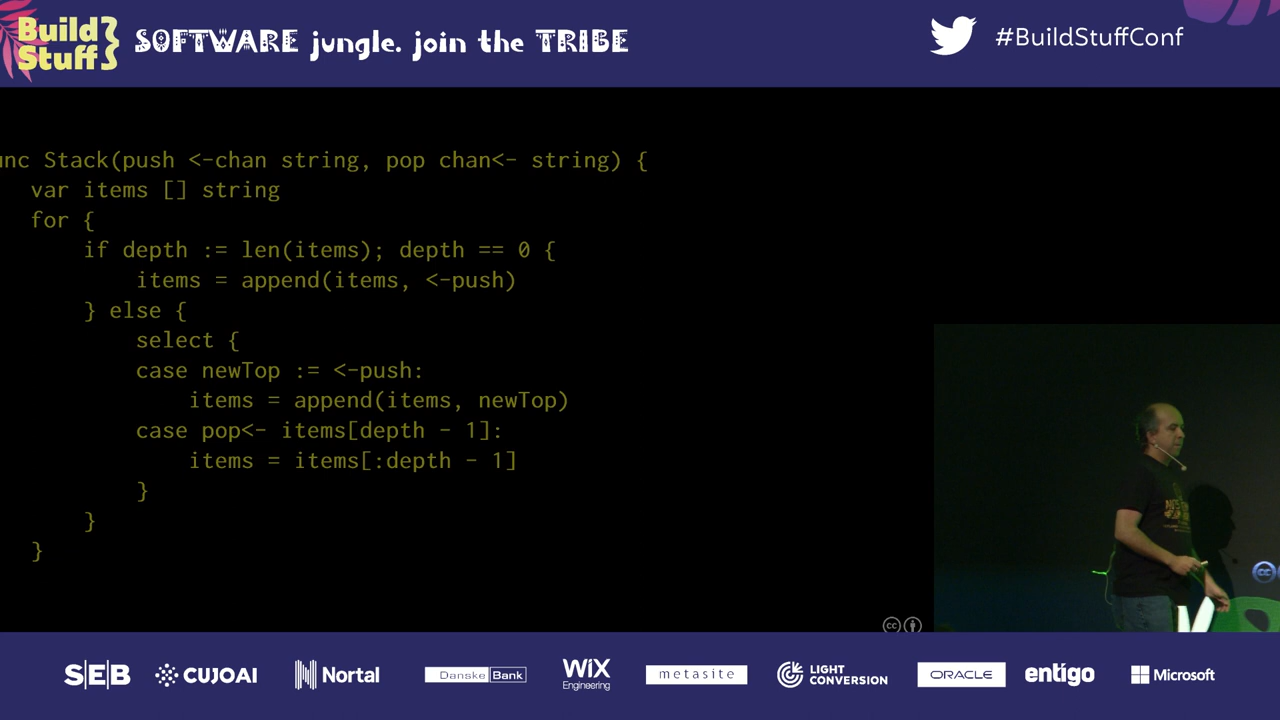 Build
Stuff
SOFTWARE jungle. join the TRIBE
#BuildStuffConf
unc Stack(push <-chan string, pop chan<- string) {
var items [] string
for {
if depth := len(items); depth == 0 {
items = append(items, <-push)
} else {
select {
case newTop := <-push:
items = append(items, newTop)
case pop<- items[depth - 1]:
items = items[:depth - 1]
}
}
}
cc
cc
SEB
CUJOAI
Nortal
Danske Bank
WiX
Engineering
metasite
LIGHT
CONVERSION
ORACLE
entigo
Microsoft